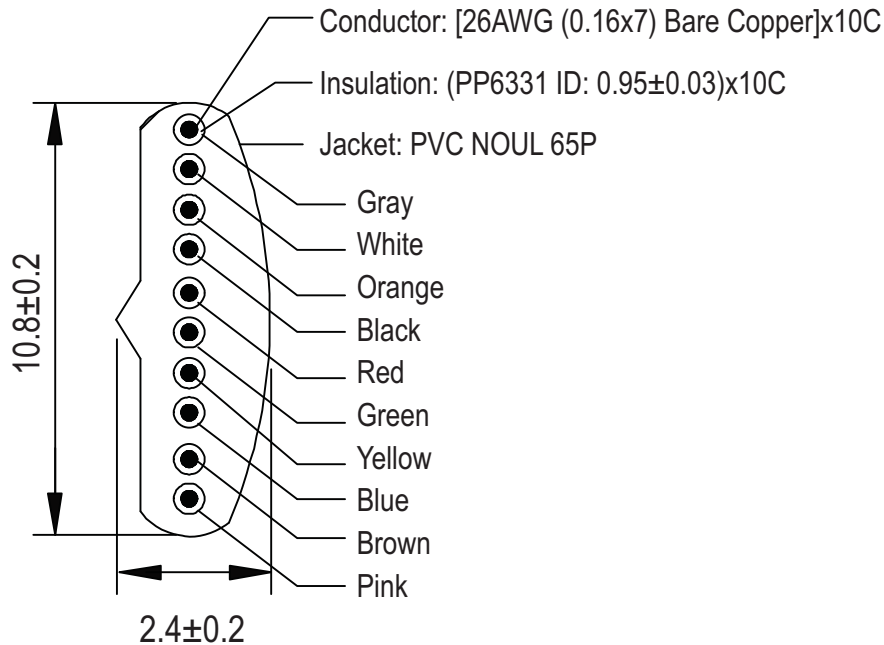 Conductor: [26AWG (0.16x7) Bare Copper]x10C
Insulation: (PP6331 ID: 0.95±0.03)x10C
Jacket: PVC NOUL 65P
Gray
White
Orange
Black
Red
Green
Yellow
Blue
Brown
Pink
10.8±0.2
2.4±0.2